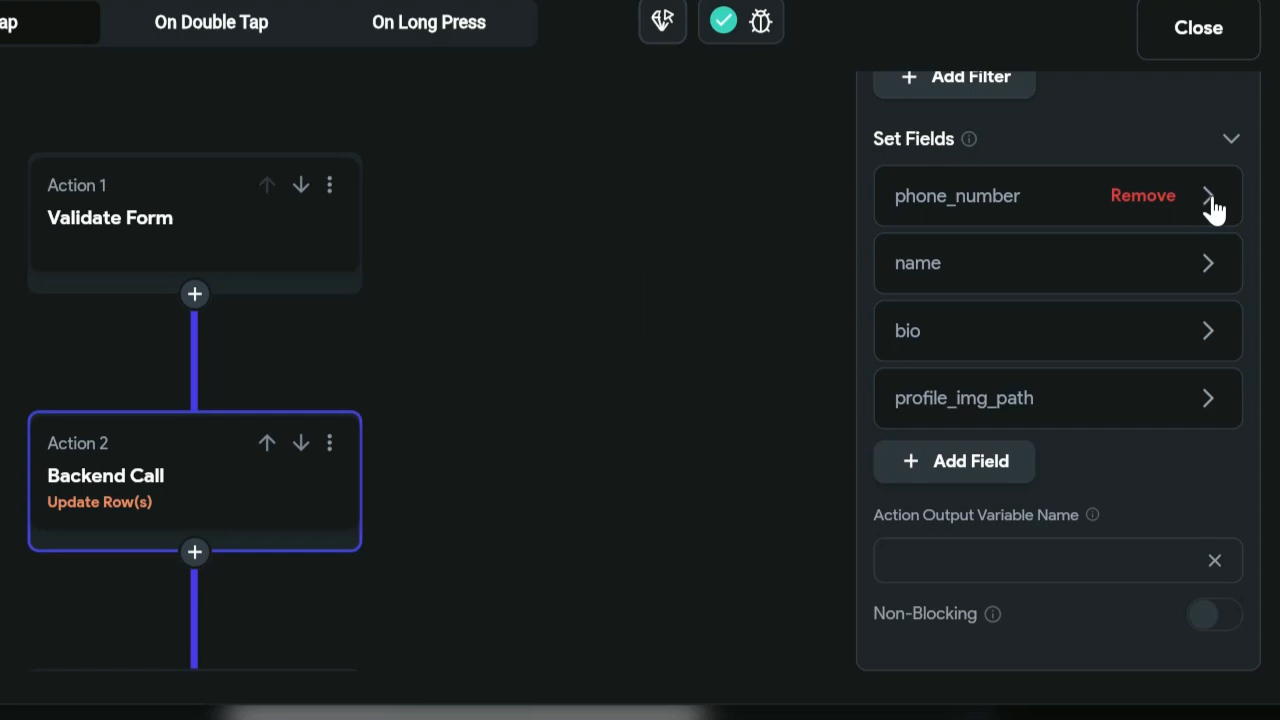 ap
On Double Tap
On Long Press
Close
Add Filter
Set Fields
phone_number
Remove
name
bio
profile_img_path
Add Field
Action Output Variable Name
Non-Blocking
Action 1
Validate Form
Action 2
Backend Call
Update Row(s)